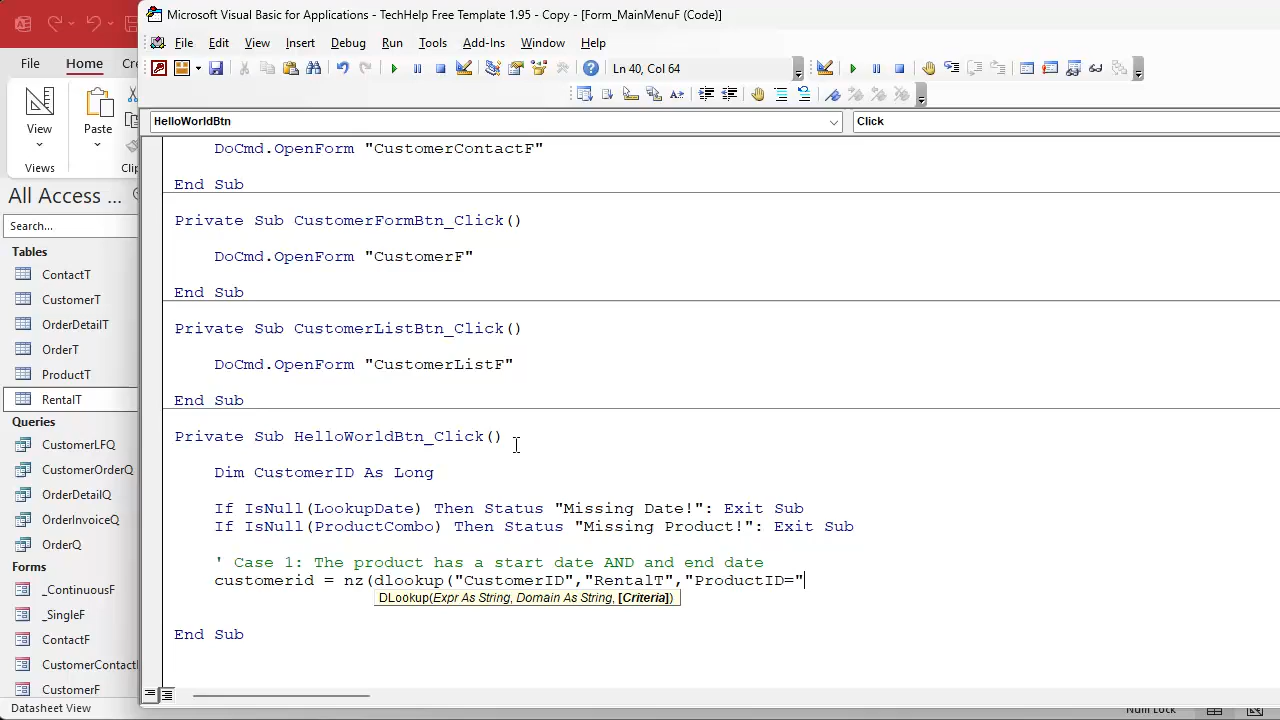 Microsoft Visual Basic for Applications - TechHelp Free Template 1.95 - Copy - [Form_MainMenuF (Code)]
File Edit View Insert Debug Run Tools Add-Ins Window Help
Ln 40, Col 64
HelloWorldBtn Click
File Home Cr
View Paste
Views Clip
All Access ...
Search...
Tables
ContactT
CustomerT
OrderDetailT
OrderT
ProductT
RentalT
Queries
CustomerLFQ
CustomerOrderQ
OrderDetailQ
OrderInvoiceQ
OrderQ
Forms
_ContinuousF
_SingleF
ContactF
CustomerContactF
CustomerF
Datasheet View
DoCmd.OpenForm "CustomerContactF"
End Sub
Private Sub CustomerFormBtn_Click()
DoCmd.OpenForm "CustomerF"
End Sub
Private Sub CustomerListBtn_Click()
DoCmd.OpenForm "CustomerListF"
End Sub
Private Sub HelloWorldBtn_Click()
Dim CustomerID As Long
If IsNull(LookupDate) Then Status "Missing Date!": Exit Sub
If IsNull(ProductCombo) Then Status "Missing Product!": Exit Sub
' Case 1: The product has a start date AND and end date
customerid = nz(dlookup("CustomerID","RentalT","ProductID="
DLookup(Expr As String, Domain As String, [Criteria])
End Sub
Num Lock